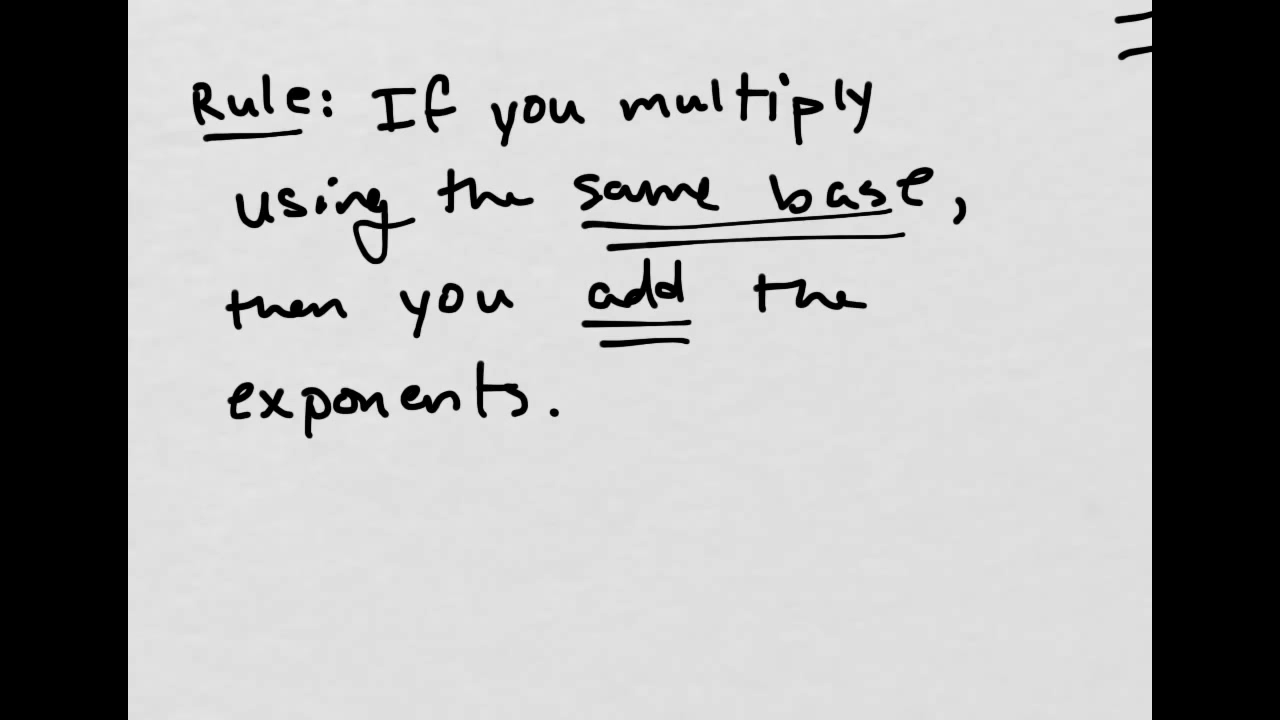 Rule: If you multiply
using the same base,
then you add the
exponents.